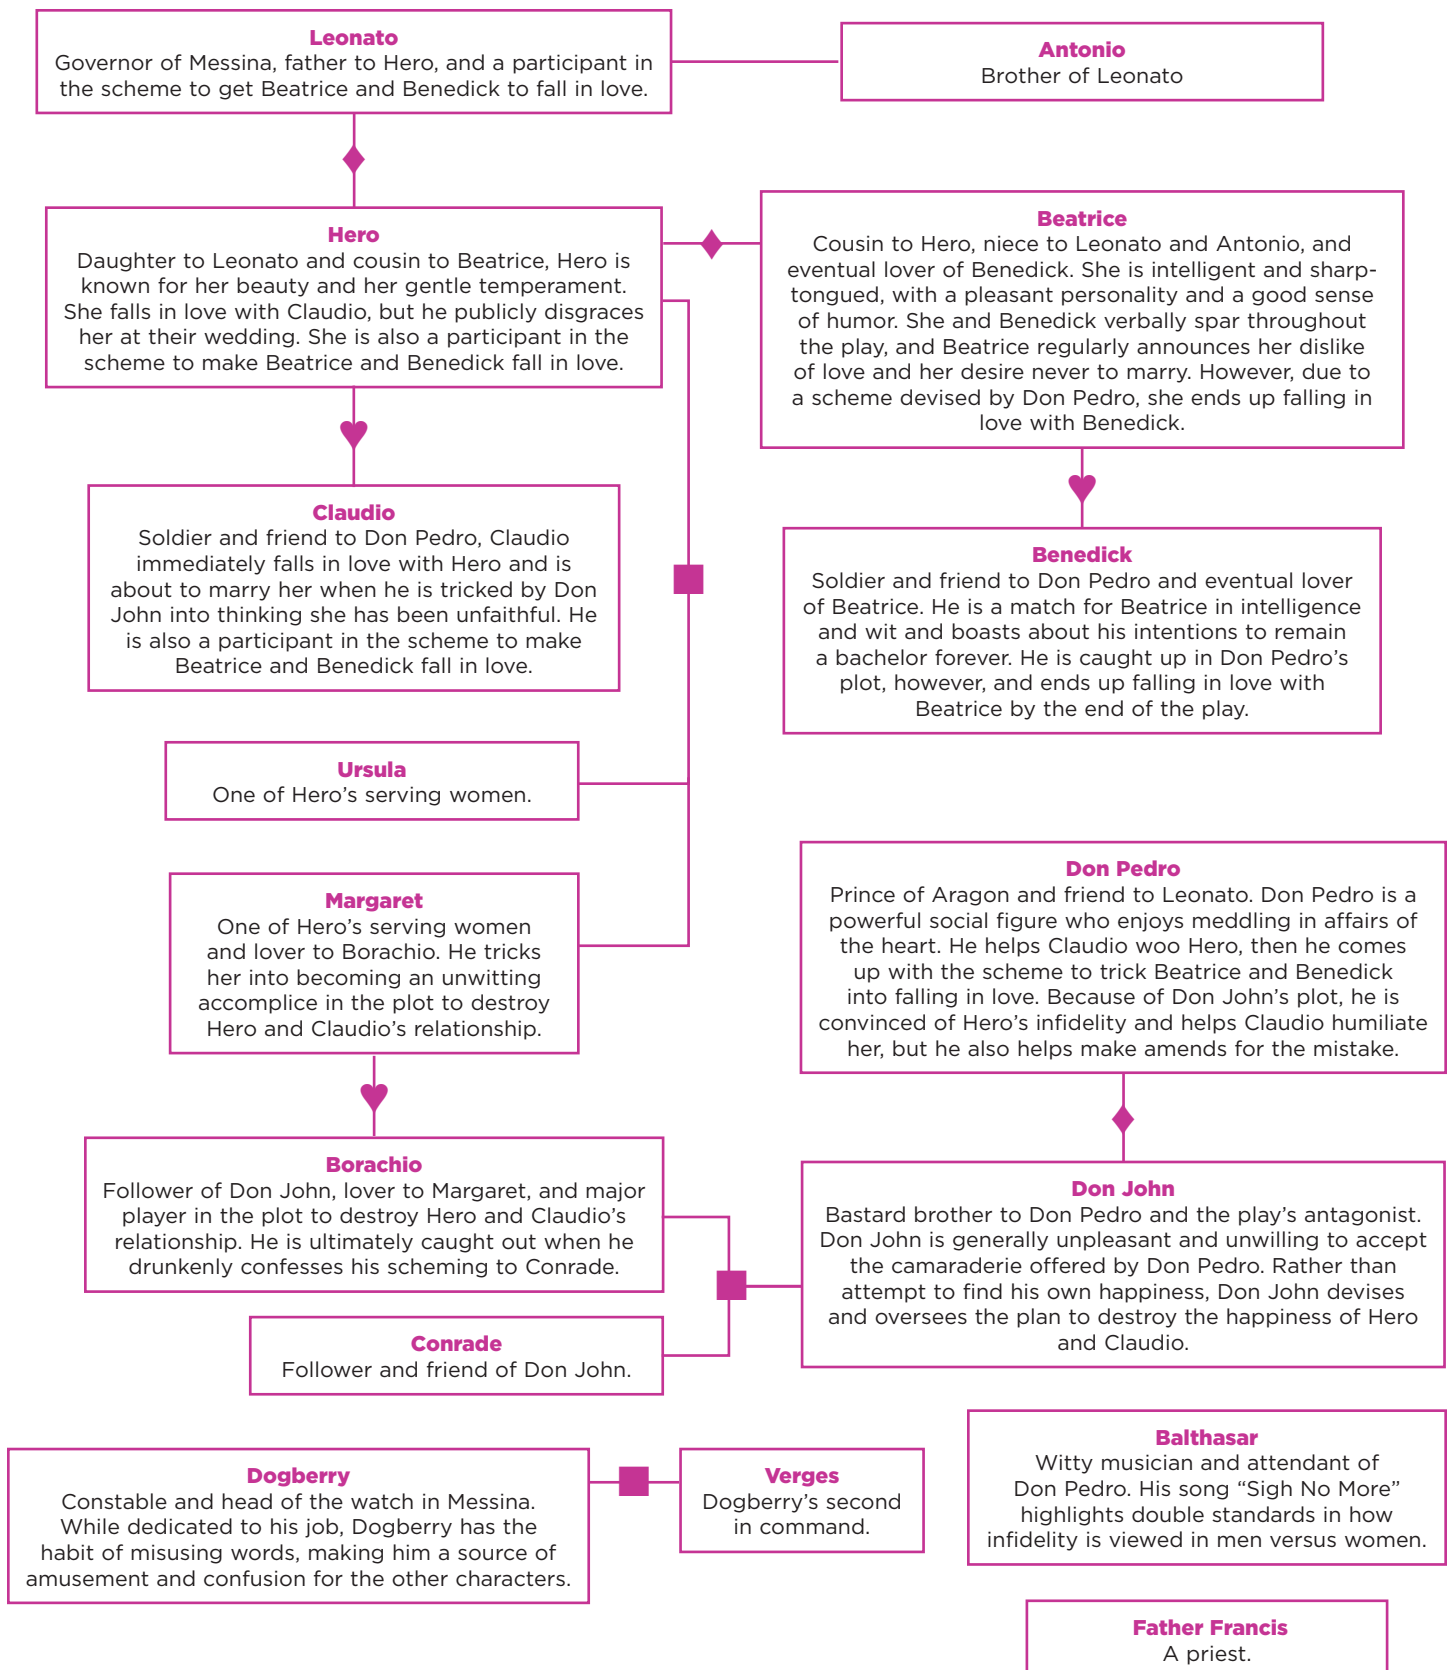 Leonato
Governor of Messina, father to Hero, and a participant in
the scheme to get Beatrice and Benedick to fall in love.
Antonio
Brother of Leonato
Hero
Daughter to Leonato and cousin to Beatrice, Hero is
known for her beauty and her gentle temperament.
She falls in love with Claudio, but he publicly disgraces
her at their wedding. She is also a participant in the
scheme to make Beatrice and Benedick fall in love.
Beatrice
Cousin to Hero, niece to Leonato and Antonio, and
eventual lover of Benedick. She is intelligent and sharp-
tongued, with a pleasant personality and a good sense
of humor. She and Benedick verbally spar throughout
the play, and Beatrice regularly announces her dislike
of love and her desire never to marry. However, due to
a scheme devised by Don Pedro, she ends up falling in
love with Benedick.
Claudio
Soldier and friend to Don Pedro, Claudio
immediately falls in love with Hero and is
about to marry her when he is tricked by Don
John into thinking she has been unfaithful. He
is also a participant in the scheme to make
Beatrice and Benedick fall in love.
Benedick
Soldier and friend to Don Pedro and eventual lover
of Beatrice. He is a match for Beatrice in intelligence
and wit and boasts about his intentions to remain
a bachelor forever. He is caught up in Don Pedro’s
plot, however, and ends up falling in love with
Beatrice by the end of the play.
Ursula
One of Hero’s serving women.
Margaret
One of Hero’s serving women
and lover to Borachio. He tricks
her into becoming an unwitting
accomplice in the plot to destroy
Hero and Claudio’s relationship.
Don Pedro
Prince of Aragon and friend to Leonato. Don Pedro is a
powerful social figure who enjoys meddling in affairs of
the heart. He helps Claudio woo Hero, then he comes
up with the scheme to trick Beatrice and Benedick
into falling in love. Because of Don John’s plot, he is
convinced of Hero’s infidelity and helps Claudio humiliate
her, but he also helps make amends for the mistake.
Borachio
Follower of Don John, lover to Margaret, and major
player in the plot to destroy Hero and Claudio’s
relationship. He is ultimately caught out when he
drunkenly confesses his scheming to Conrade.
Don John
Bastard brother to Don Pedro and the play’s antagonist.
Don John is generally unpleasant and unwilling to accept
the camaraderie offered by Don Pedro. Rather than
attempt to find his own happiness, Don John devises
and oversees the plan to destroy the happiness of Hero
and Claudio.
Conrade
Follower and friend of Don John.
Dogberry
Constable and head of the watch in Messina.
While dedicated to his job, Dogberry has the
habit of misusing words, making him a source of
amusement and confusion for the other characters.
Verges
Dogberry’s second
in command.
Balthasar
Witty musician and attendant of
Don Pedro. His song “Sigh No More”
highlights double standards in how
infidelity is viewed in men versus women.
Father Francis
A priest.